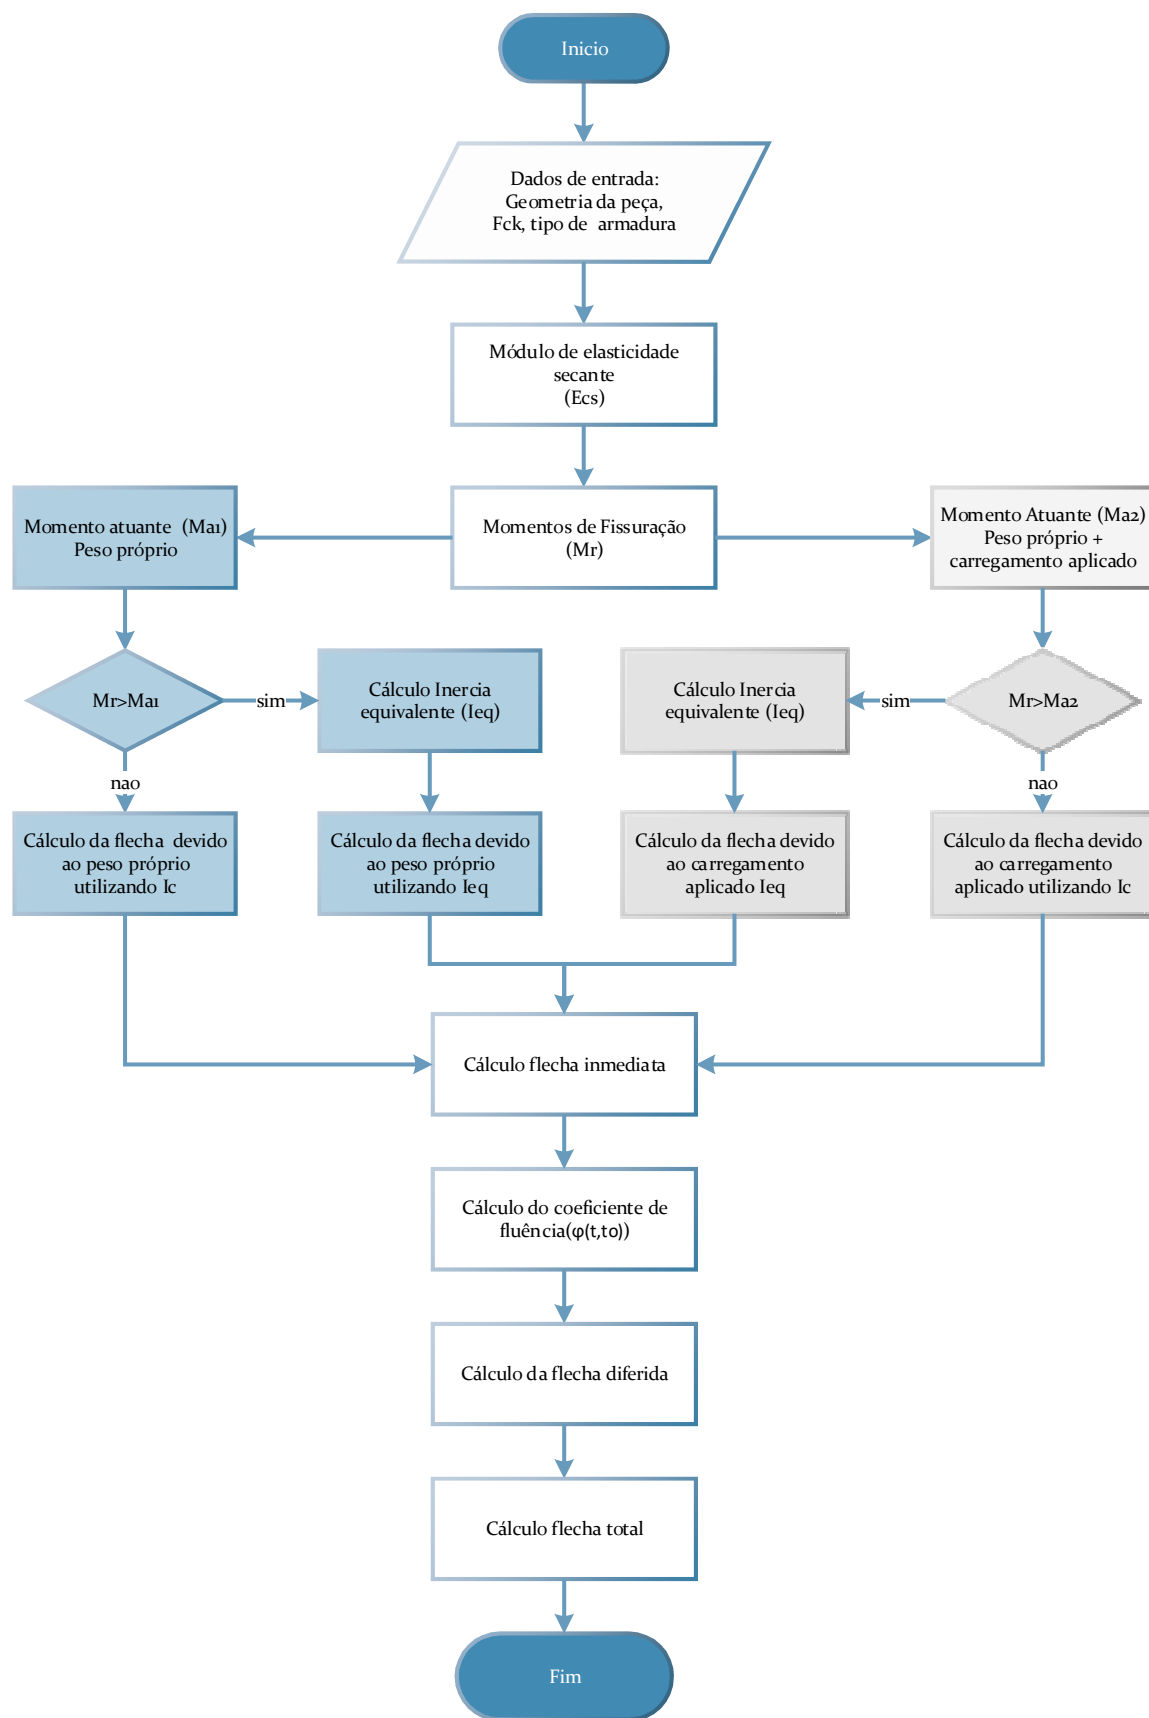 Inicio
Dados de entrada:
Geometria da peça,
Fck, tipo de armadura
Módulo de elasticidade
secante
(Ecs)
Momento atuante (Ma1)
Peso próprio
Momentos de Fissuração
(Mr)
Momento Atuante (Ma2)
Peso próprio +
carregamento aplicado
Mr>Ma1
sim
Cálculo Inercia
equivalente (Ieq)
Cálculo Inercia
equivalente (Ieq)
sim
Mr>Ma2
nao
nao
Cálculo da flecha devido
ao peso próprio
utilizando Ic
Cálculo da flecha devido
ao peso próprio
utilizando Ieq
Cálculo da flecha devido
ao carregamento
aplicado Ieq
Cálculo da flecha devido
ao carregamento
aplicado utilizando Ic
Cálculo flecha inmediata
Cálculo do coeficiente de
fluência(φ(t,to))
Cálculo da flecha diferida
Cálculo flecha total
Fim